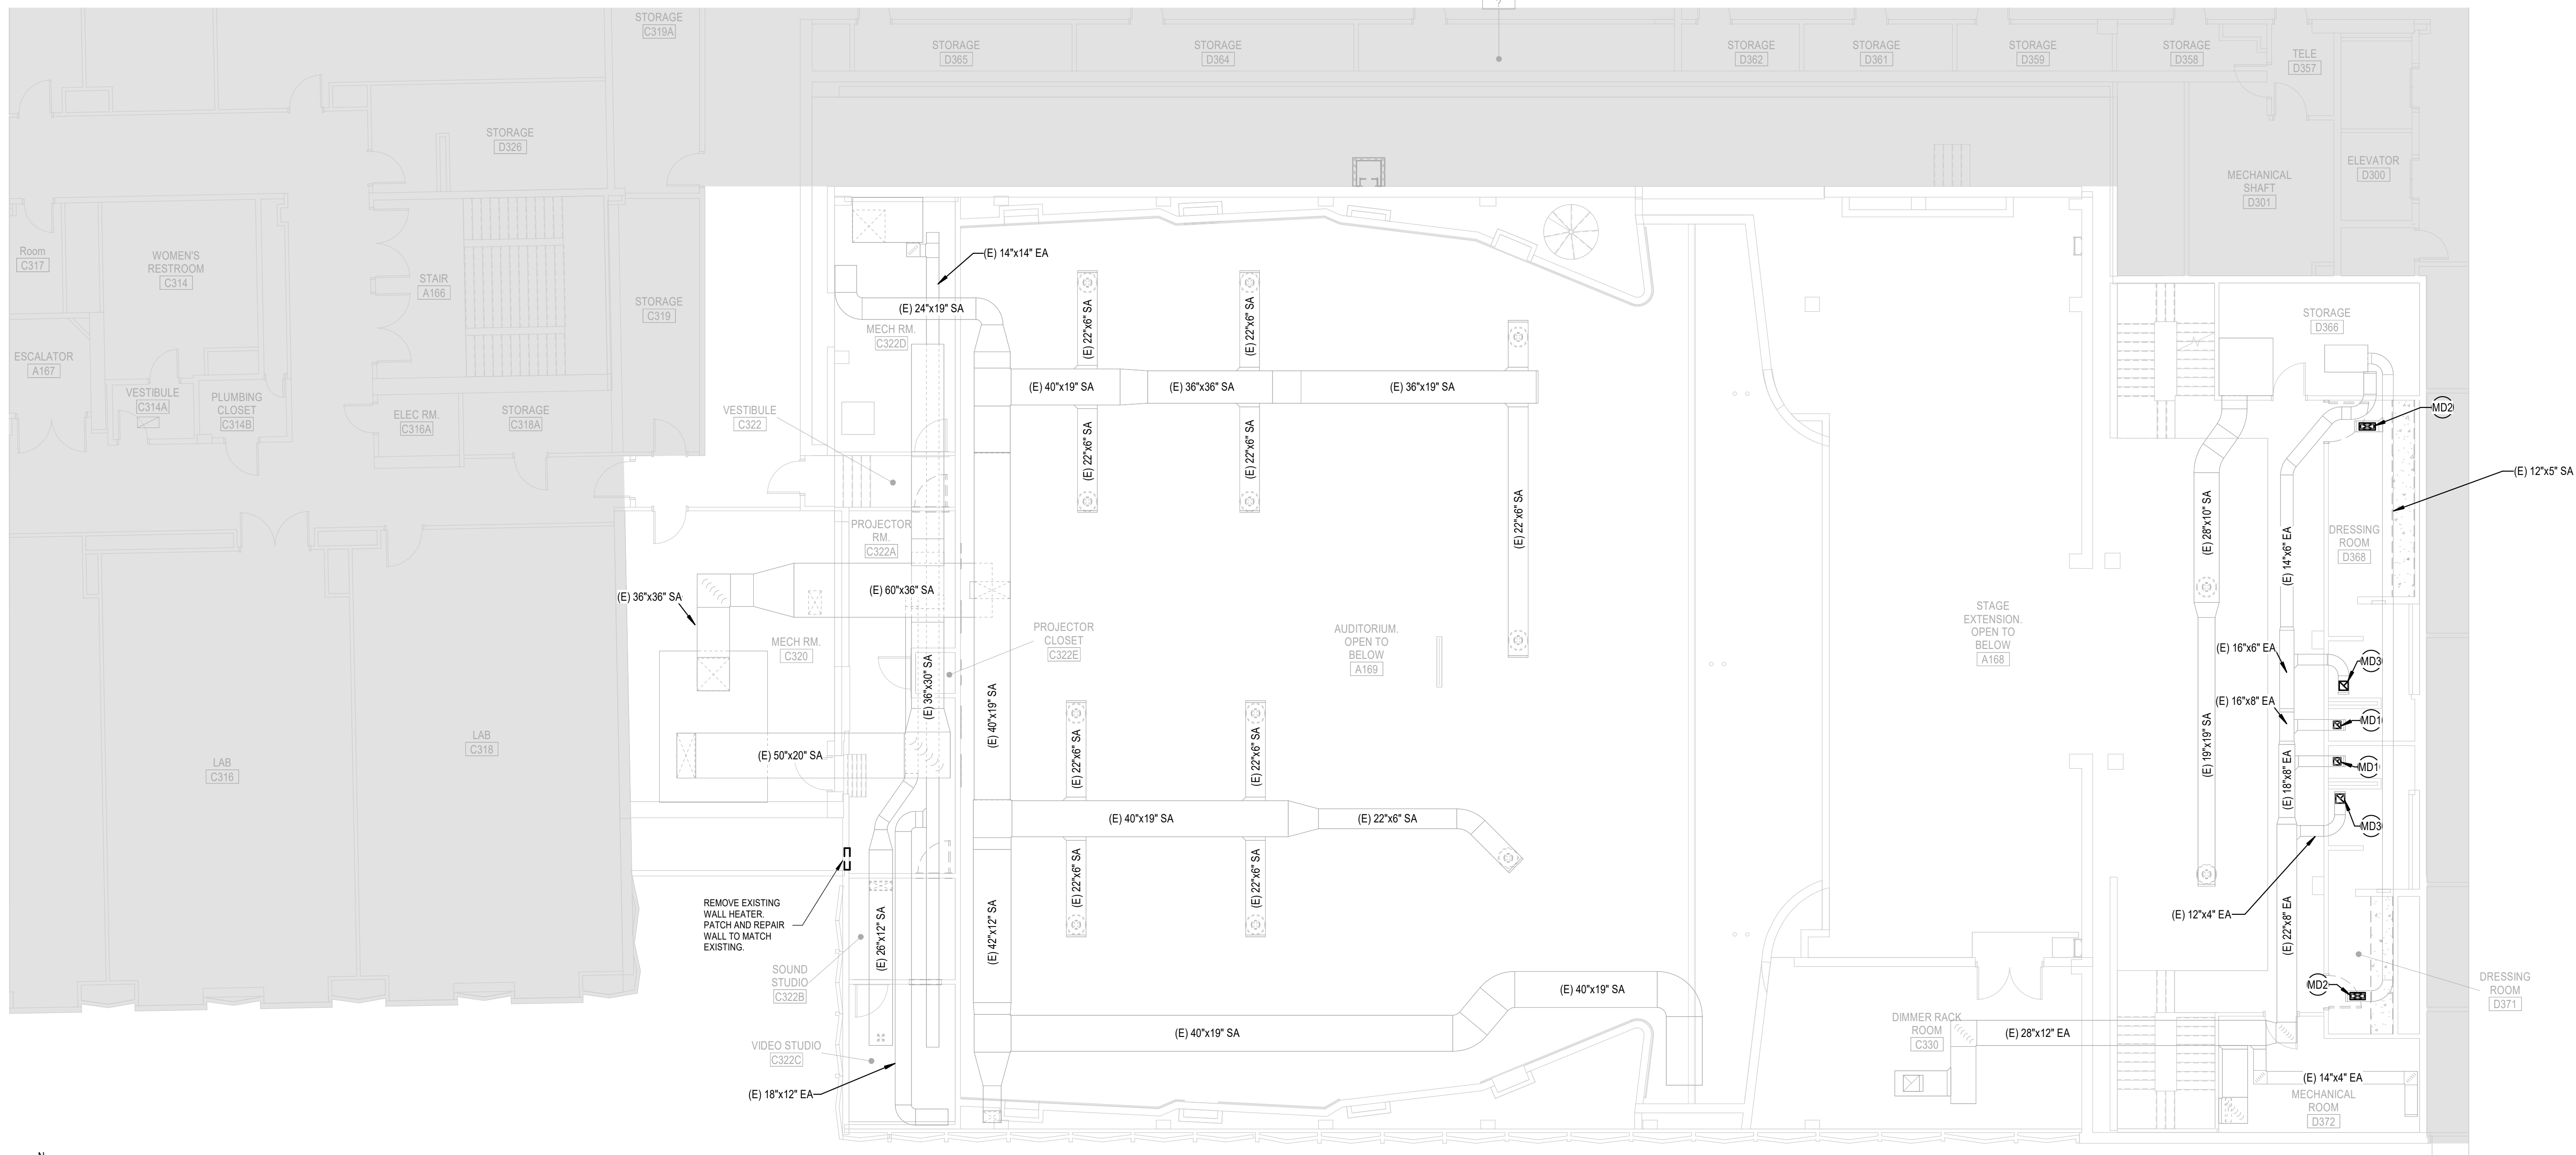 ?
STORAGE
C319A
STORAGE
D365
STORAGE
D364
STORAGE
D362
STORAGE
D361
STORAGE
D359
STORAGE
D358
TELE
D357
STORAGE
D326
ELEVATOR
D300
MECHANICAL
SHAFT
D301
Room
C317
WOMEN'S
RESTROOM
C314
STAIR
A166
STORAGE
C319
(E) 14"x14" EA
(E) 24"x19" SA
MECH RM.
C322D
(E) 22"x6" SA
(E) 22"x6" SA
STORAGE
D366
ESCALATOR
A167
VESTIBULE
C314A
PLUMBING
CLOSET
C314B
ELEC RM.
C316A
STORAGE
C318A
VESTIBULE
C322
(E) 40"x19" SA
(E) 36"x36" SA
(E) 36"x19" SA
MD2
(E) 22"x6" SA
(E) 22"x6" SA
(E) 12"x5" SA
PROJECTOR
RM.
C322A
(E) 22"x6" SA
(E) 28"x10" SA
(E) 14"x6" EA
DRESSING
ROOM
D368
(E) 36"x36" SA
(E) 60"x36" SA
MECH RM.
C320
PROJECTOR
CLOSET
C322E
AUDITORIUM.
OPEN TO
BELOW
A169
STAGE
EXTENSION.
OPEN TO
BELOW
A168
(E) 16"x6" EA
MD3
(E) 36"x30" SA
(E) 40"x19" SA
(E) 16"x8" EA
MD1
LAB
C316
LAB
C318
(E) 50"x20" SA
(E) 22"x6" SA
(E) 22"x6" SA
(E) 19"x19" SA
(E) 18"x8" EA
MD1
(E) 40"x19" SA
(E) 22"x6" SA
MD3
(E) 22"x6" SA
(E) 22"x6" SA
REMOVE EXISTING
WALL HEATER.
PATCH AND REPAIR
WALL TO MATCH
EXISTING.
(E) 26"x12" SA
(E) 42"x12" SA
(E) 12"x4" EA
(E) 22"x8" EA
SOUND
STUDIO
C322B
(E) 40"x19" SA
MD2
DRESSING
ROOM
D371
(E) 40"x19" SA
DIMMER RACK
ROOM
C330
(E) 28"x12" EA
VIDEO STUDIO
C322C
(E) 18"x12" EA
(E) 14"x4" EA
MECHANICAL
ROOM
D372
N